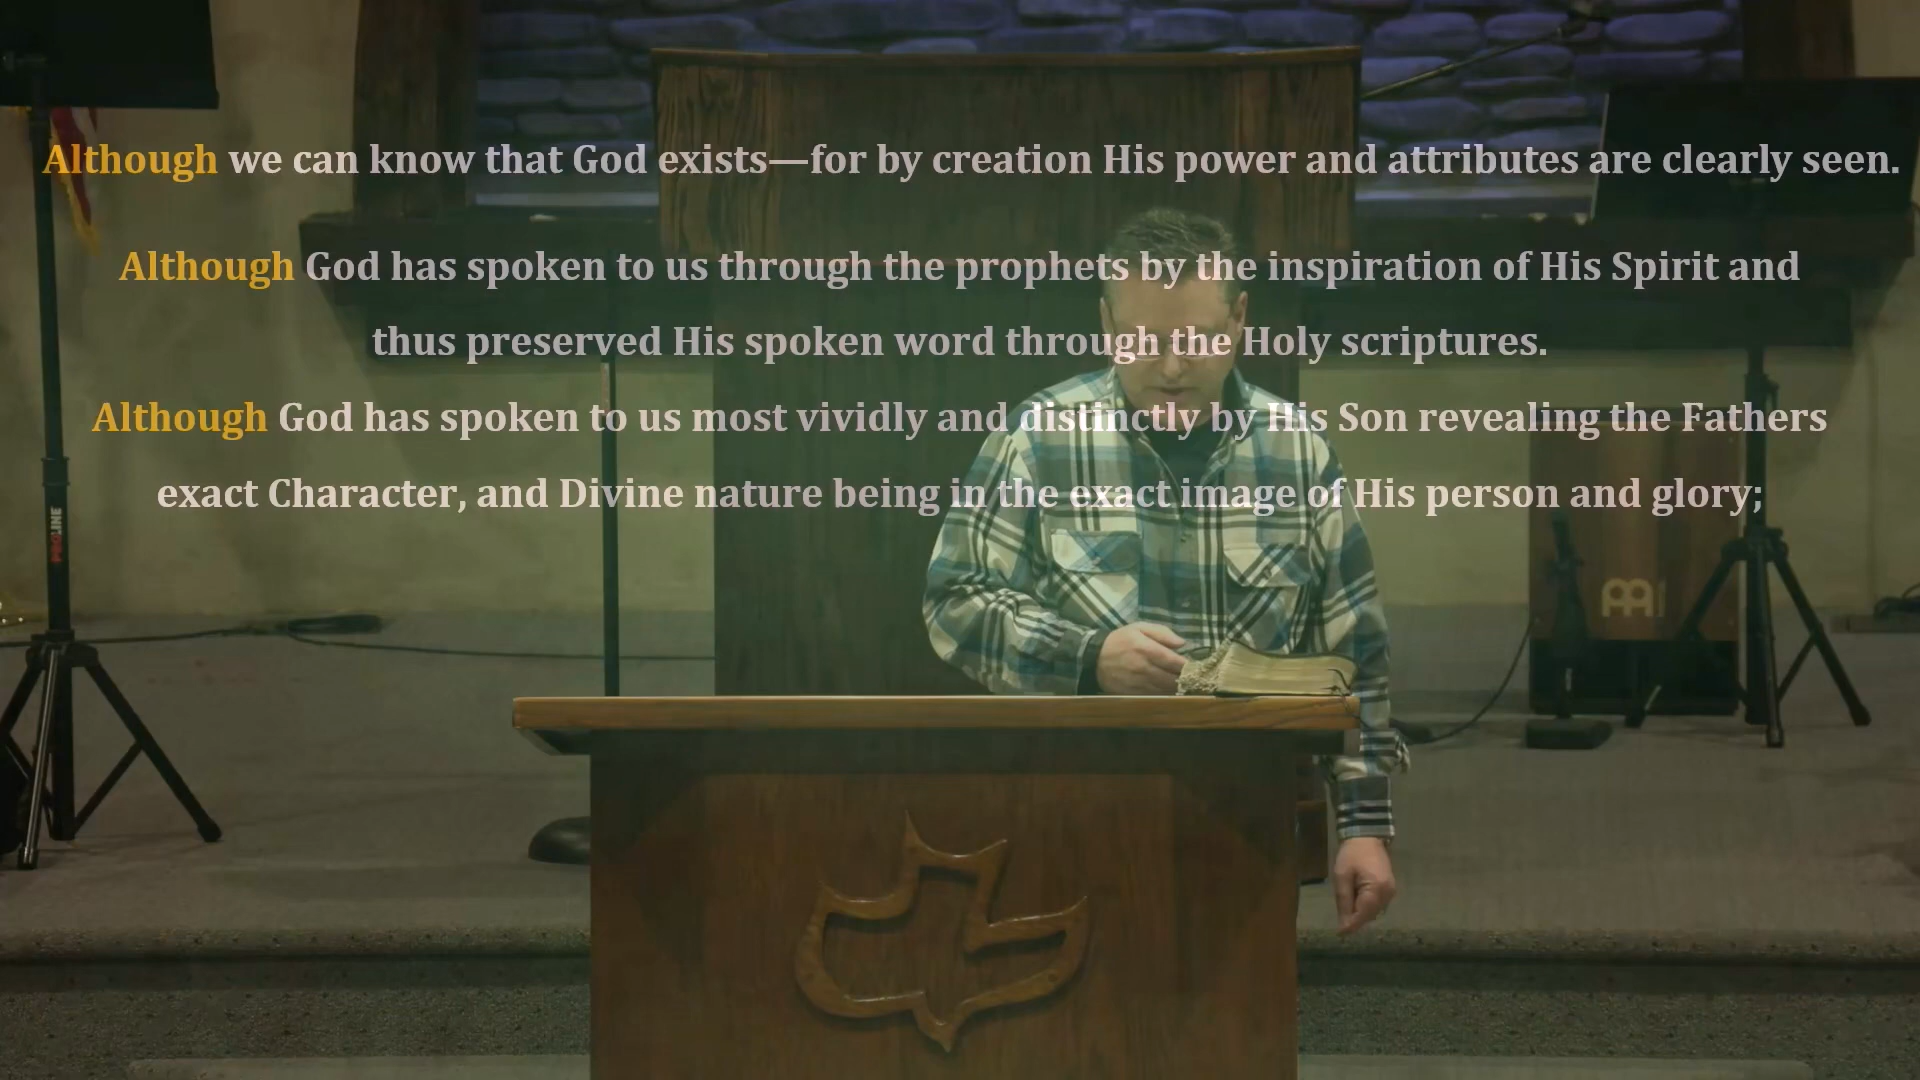 Although we can know that God exists—for by creation His power and attributes are clearly seen.
Although God has spoken to us through the prophets by the inspiration of His Spirit and
thus preserved His spoken word through the Holy scriptures.
Although God has spoken to us most vividly and distinctly by His Son revealing the Fathers
exact Character, and Divine nature being in the exact image of His person and glory;
PROLINE